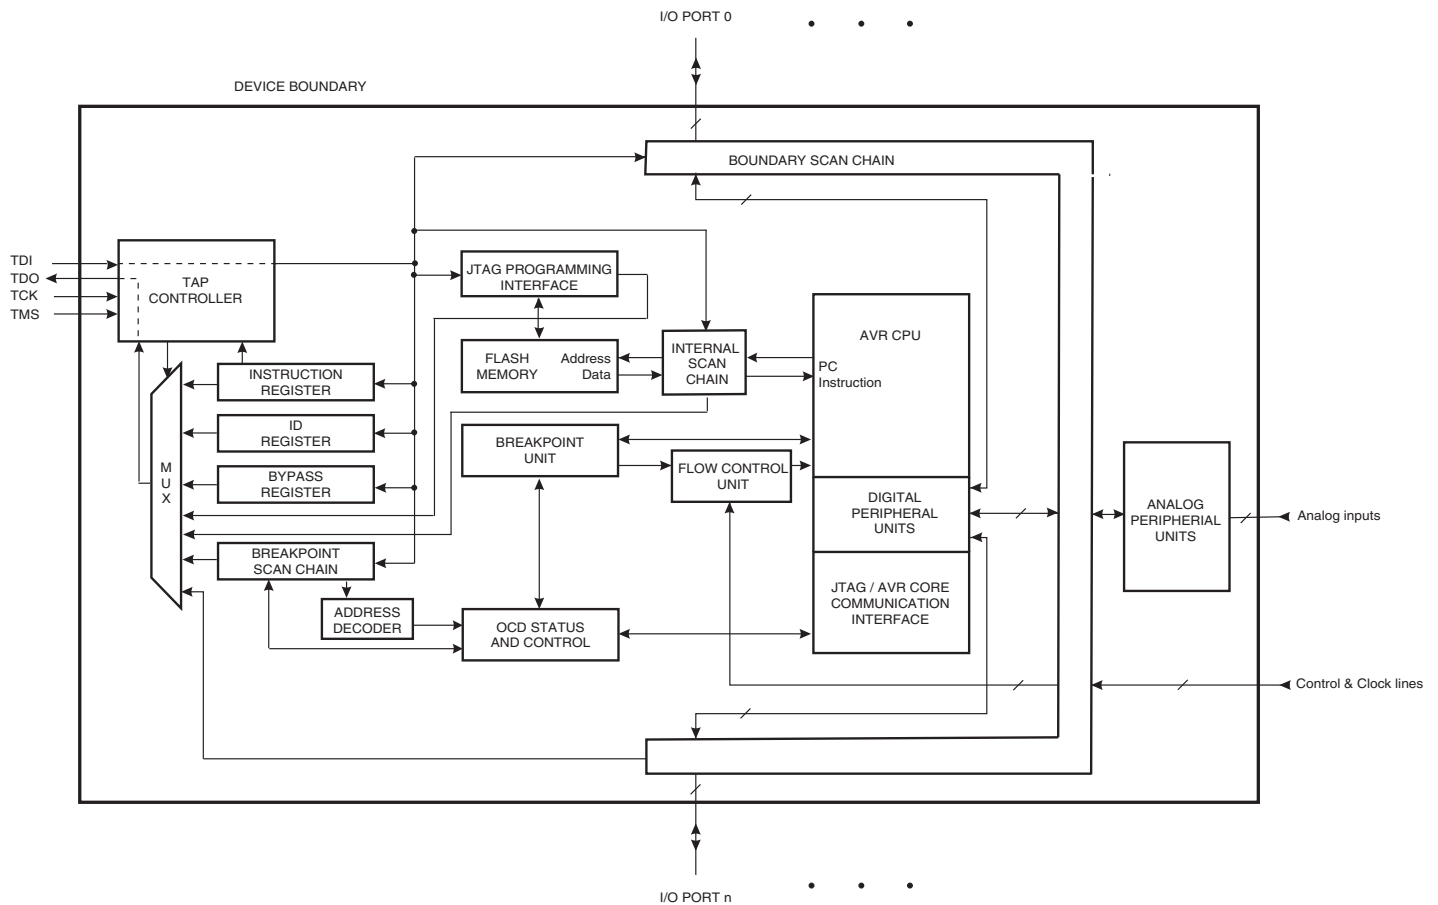 I/O PORT 0
DEVICE BOUNDARY
BOUNDARY SCAN CHAIN
TDI
TDO
TCK
TMS
TAP
CONTROLLER
JTAG PROGRAMMING
INTERFACE
AVR CPU
FLASH
MEMORY
Address
Data
INTERNAL
SCAN
CHAIN
PC
Instruction
INSTRUCTION
REGISTER
ID
REGISTER
BREAKPOINT
UNIT
FLOW CONTROL
UNIT
M
U
X
BYPASS
REGISTER
DIGITAL
PERIPHERAL
UNITS
ANALOG
PERIPHERIAL
UNITS
Analog inputs
BREAKPOINT
SCAN CHAIN
ADDRESS
DECODER
OCD STATUS
AND CONTROL
JTAG / AVR CORE
COMMUNICATION
INTERFACE
Control & Clock lines
I/O PORT n